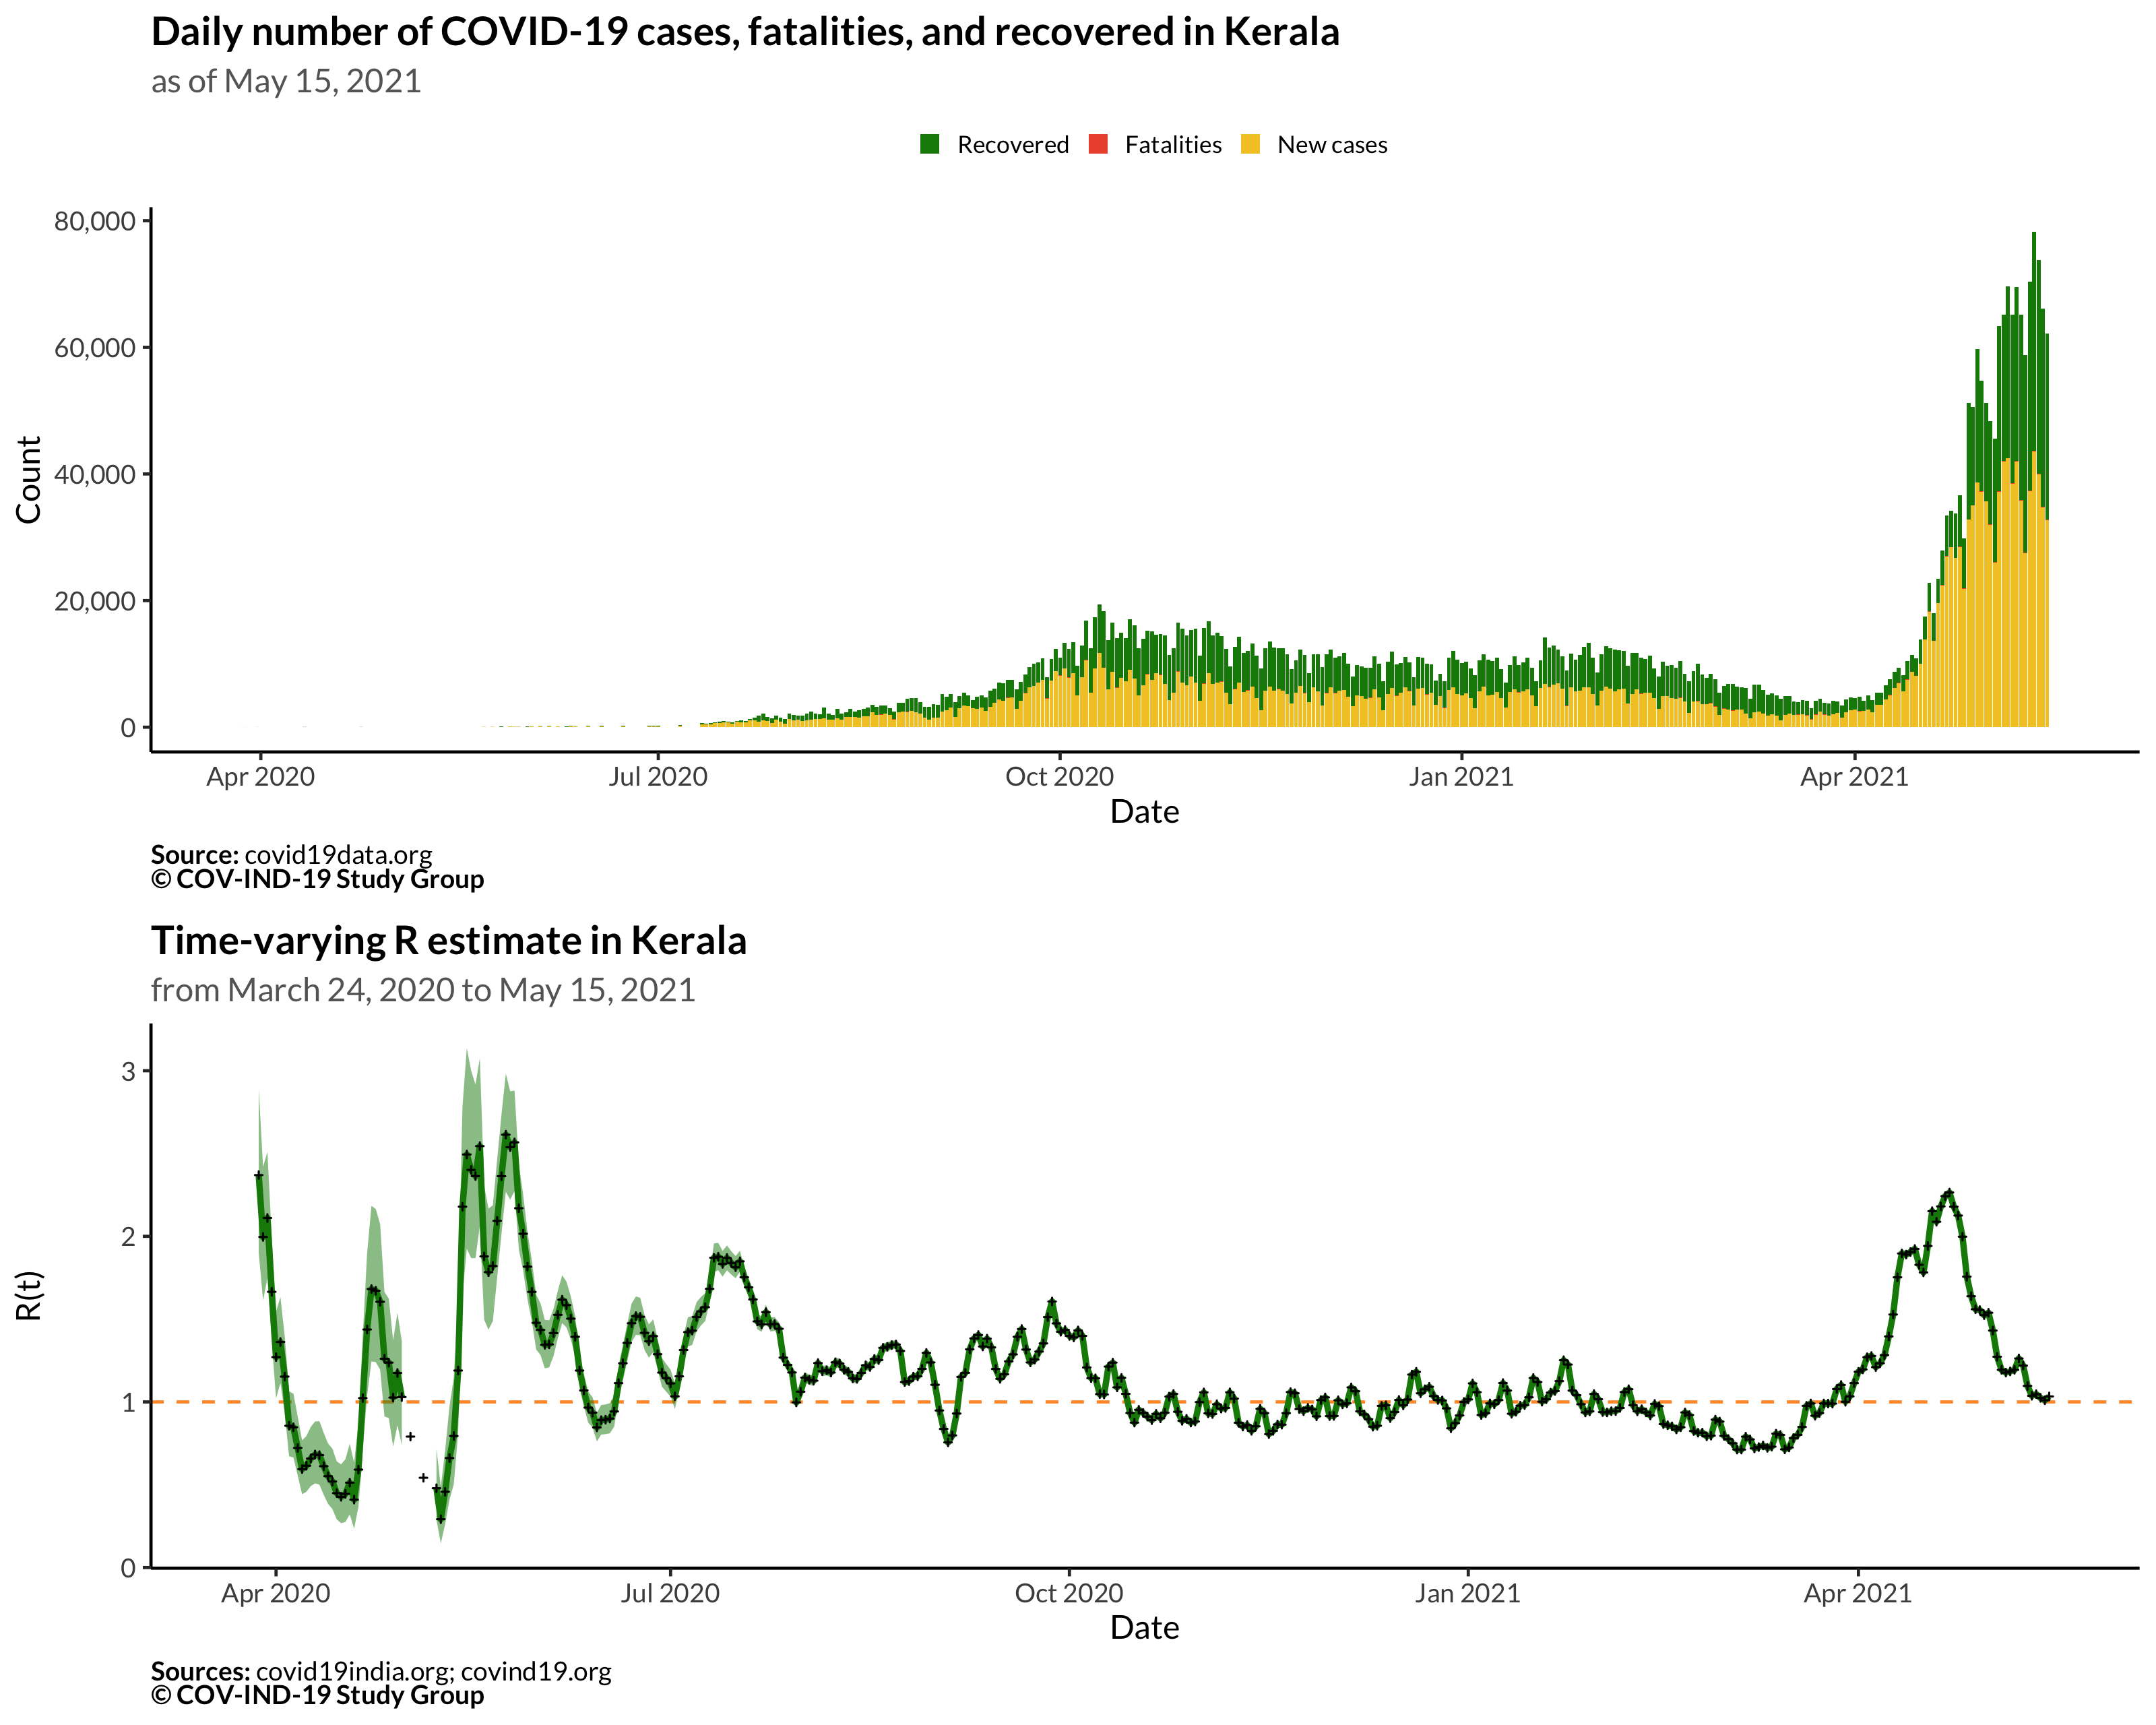 Daily number of COVID-19 cases, fatalities, and recovered in Kerala
as of May 15, 2021
Recovered Fatalities New cases
80,000
60,000
40,000
20,000
0
Count
Apr 2020 Jul 2020 Oct 2020 Jan 2021 Apr 2021
Date
Source: covid19data.org
© COV-IND-19 Study Group
Time-varying R estimate in Kerala
from March 24, 2020 to May 15, 2021
3
2
1
0
R(t)
Apr 2020 Jul 2020 Oct 2020 Jan 2021 Apr 2021
Date
Sources: covid19india.org; covind19.org
© COV-IND-19 Study Group